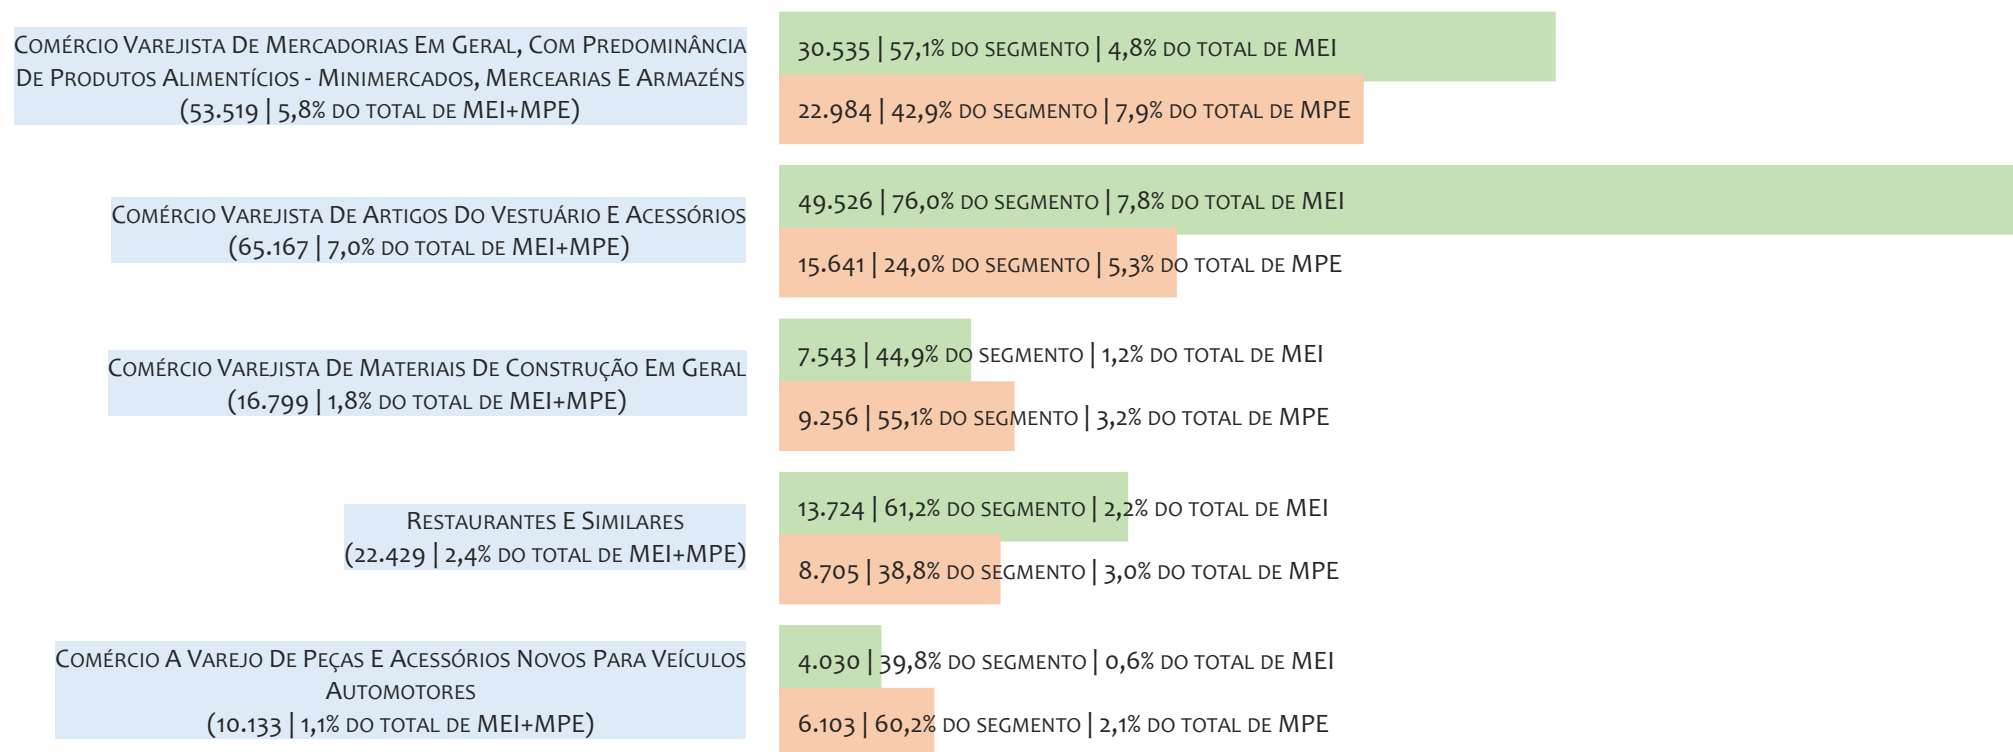 Comércio Varejista De Mercadorias Em Geral, Com Predominância
De Produtos Alimentícios - Minimercados, Mercearias E Armazéns
(53.519 | 5,8% do total de MEI+MPE)
30.535 | 57,1% do segmento | 4,8% do total de MEI
22.984 | 42,9% do segmento | 7,9% do total de MPE
Comércio Varejista De Artigos Do Vestuário E Acessórios
(65.167 | 7,0% do total de MEI+MPE)
49.526 | 76,0% do segmento | 7,8% do total de MEI
15.641 | 24,0% do segmento | 5,3% do total de MPE
Comércio Varejista De Materiais De Construção Em Geral
(16.799 | 1,8% do total de MEI+MPE)
7.543 | 44,9% do segmento | 1,2% do total de MEI
9.256 | 55,1% do segmento | 3,2% do total de MPE
Restaurantes E Similares
(22.429 | 2,4% do total de MEI+MPE)
13.724 | 61,2% do segmento | 2,2% do total de MEI
8.705 | 38,8% do segmento | 3,0% do total de MPE
Comércio A Varejo De Peças E Acessórios Novos Para Veículos
Automotores
(10.133 | 1,1% do total de MEI+MPE)
4.030 | 39,8% do segmento | 0,6% do total de MEI
6.103 | 60,2% do segmento | 2,1% do total de MPE